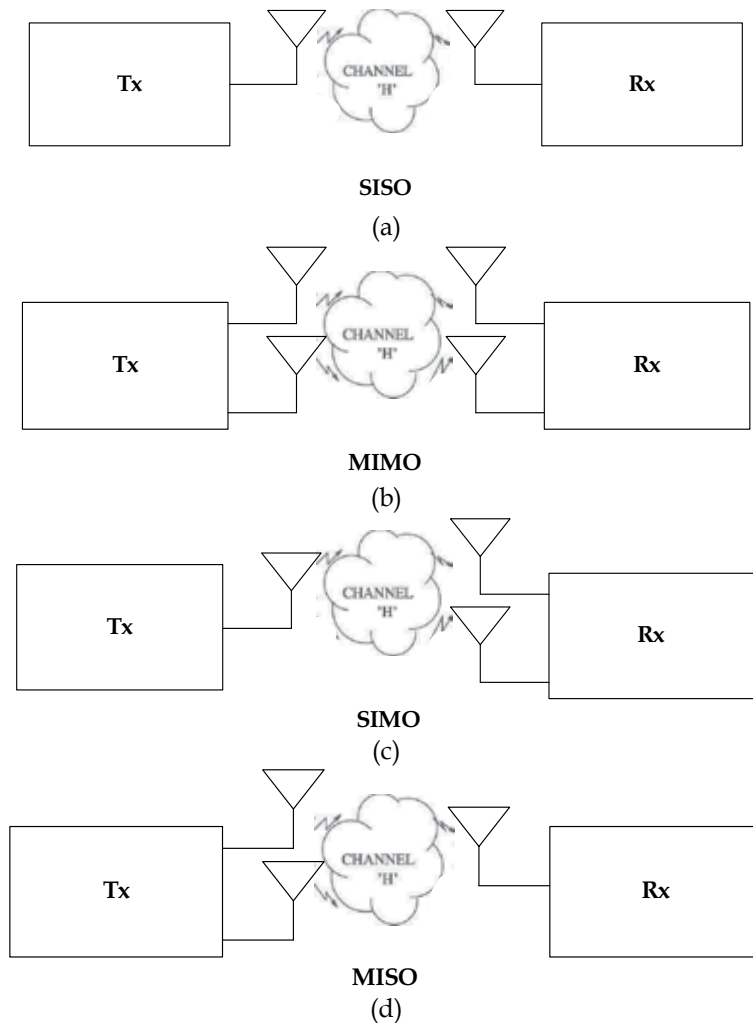 Tx
CHANNEL
"H"
Rx
SISO
(a)
Tx
CHANNEL
"H"
Rx
MIMO
(b)
Tx
CHANNEL
"H"
Rx
SIMO
(c)
Tx
CHANNEL
"H"
Rx
MISO
(d)